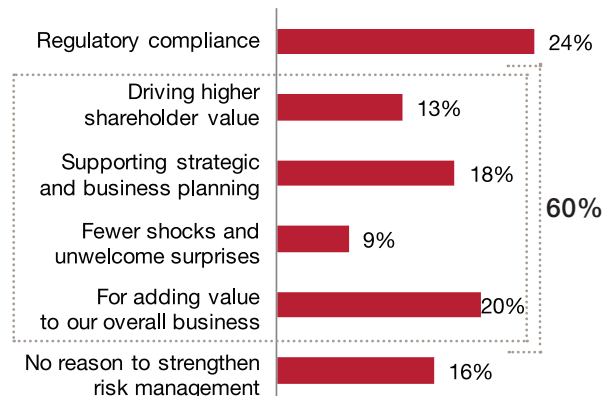 Regulatory compliance 24%
Driving higher
shareholder value 13%
Supporting strategic
and business planning 18%
60%
Fewer shocks and
unwelcome surprises 9%
For adding value
to our overall business 20%
No reason to strengthen
risk management 16%